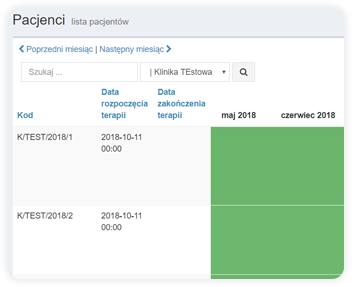 Pacjenci lista pacjentów
Poprzedni miesiąc | Następny miesiąc
Szukaj ... | Klinika TEstowa
Kod Data rozpoczęcia terapii Data zakończenia terapii maj 2018 czerwiec 2018
K/TEST/2018/1 2018-10-11 00:00
K/TEST/2018/2 2018-10-11 00:00